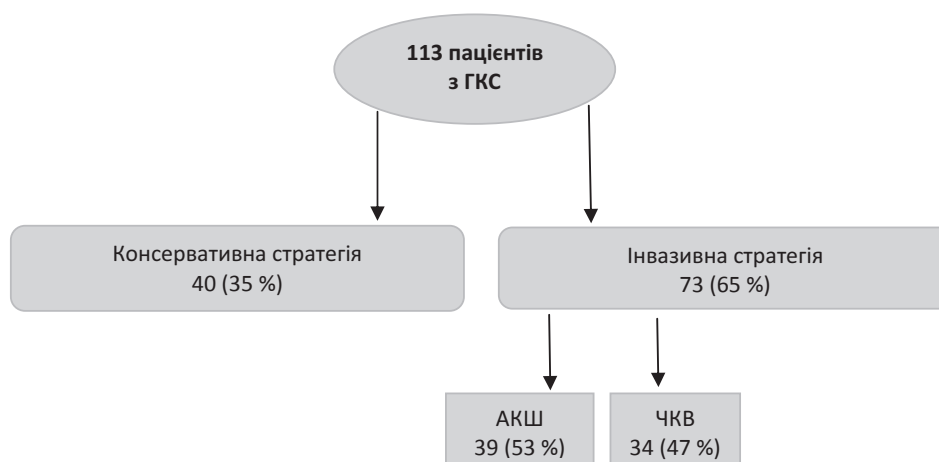 113 пацієнтів
з ГКС
Консервативна стратегія
40 (35 %)
Інвазивна стратегія
73 (65 %)
АКШ
39 (53 %)
ЧКВ
34 (47 %)